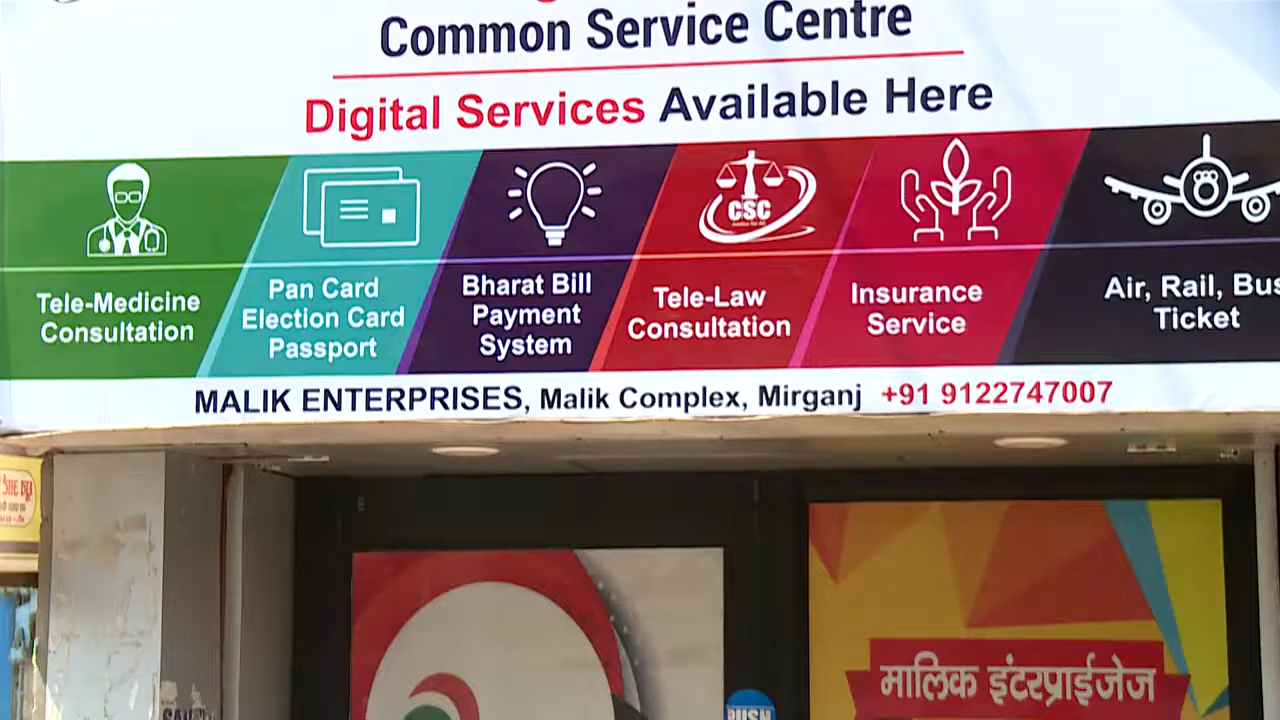 Common Service Centre
Digital Services Available Here
Tele-Medicine
Consultation
Pan Card
Election Card
Passport
Bharat Bill
Payment
System
CSC
Tele-Law
Consultation
Insurance
Service
Air, Rail, Bus
Ticket
MALIK ENTERPRISES, Malik Complex, Mirganj +91 9122747007
मालिक इंटरप्राईजेज
PUSH